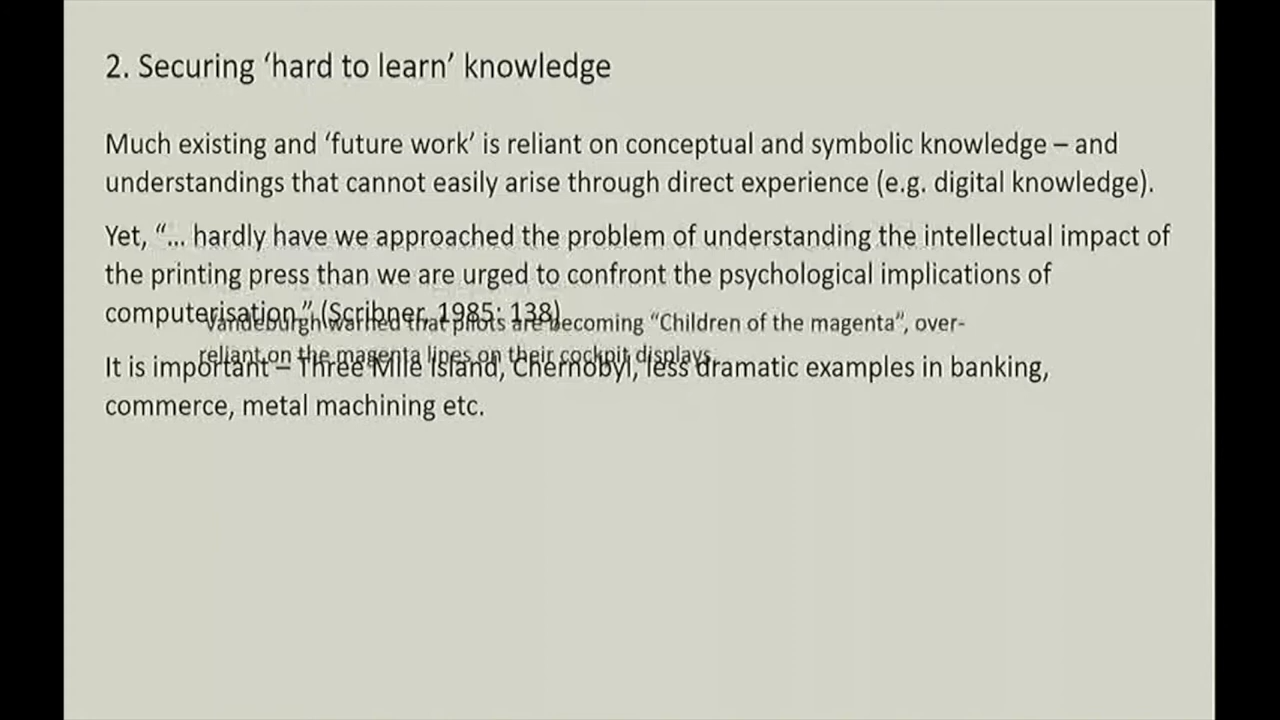 2. Securing ‘hard to learn’ knowledge
Much existing and ‘future work’ is reliant on conceptual and symbolic knowledge – and
understandings that cannot easily arise through direct experience (e.g. digital knowledge).
Yet, “... hardly have we approached the problem of understanding the intellectual impact of
the printing press than we are urged to confront the psychological implications of
computerisation.” (Scribner, 1985: 138)
Vandeburgh warned that pilots are becoming “Children of the magenta”, over-
reliant on the magenta lines on their cockpit displays.
It is important – Three Mile Island, Chernobyl, less dramatic examples in banking,
commerce, metal machining etc.